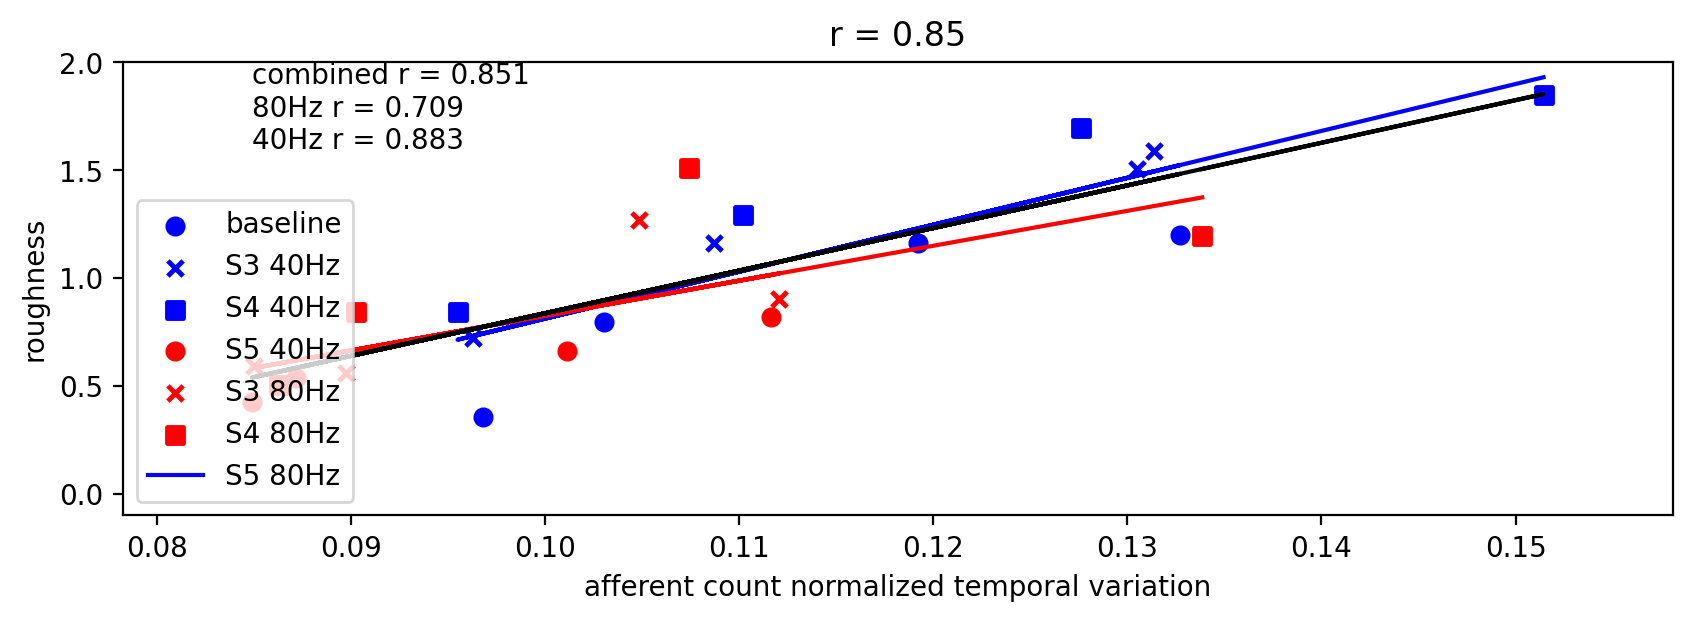 r = 0.85
combined r = 0.851
80Hz r = 0.709
40Hz r = 0.883
2.0
1.5
1.0
0.5
0.0
roughness
baseline
S3 40Hz
S4 40Hz
S5 40Hz
S3 80Hz
S4 80Hz
S5 80Hz
0.08 0.09 0.10 0.11 0.12 0.13 0.14 0.15
afferent count normalized temporal variation